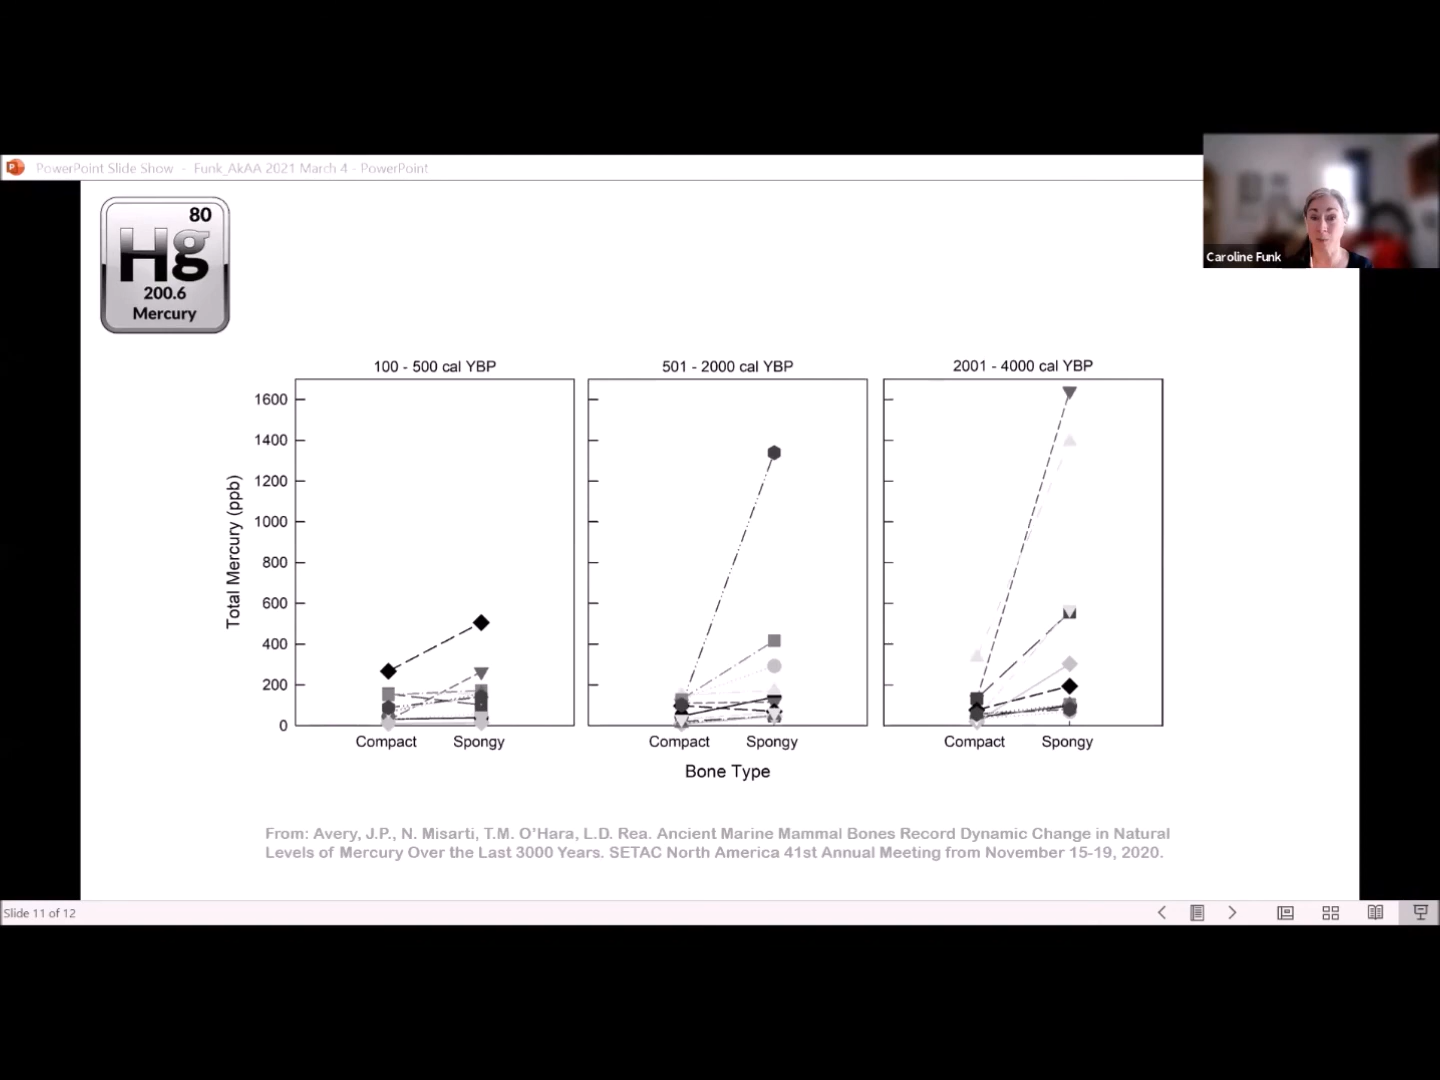 PowerPoint Slide Show - Funk_AkAA 2021 March 4 - PowerPoint
Caroline Funk
80
Hg
200.6
Mercury
100 - 500 cal YBP
501 - 2000 cal YBP
2001 - 4000 cal YBP
Total Mercury (ppb)
1600
1400
1200
1000
800
600
400
200
0
Compact Spongy
Compact Spongy
Compact Spongy
Bone Type
From: Avery, J.P., N. Misarti, T.M. O'Hara, L.D. Rea. Ancient Marine Mammal Bones Record Dynamic Change in Natural
Levels of Mercury Over the Last 3000 Years. SETAC North America 41st Annual Meeting from November 15-19, 2020.
Slide 11 of 12